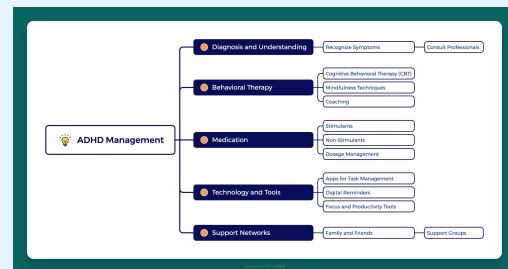 ADHD Management
Diagnosis and Understanding
Recognize Symptoms
Consult Professionals
Behavioral Therapy
Cognitive Behavioral Therapy (CBT)
Mindfulness Techniques
Coaching
Medication
Stimulants
Non-Stimulants
Dosage Management
Technology and Tools
Apps for Task Management
Digital Reminders
Focus and Productivity Tools
Support Networks
Family and Friends
Support Groups